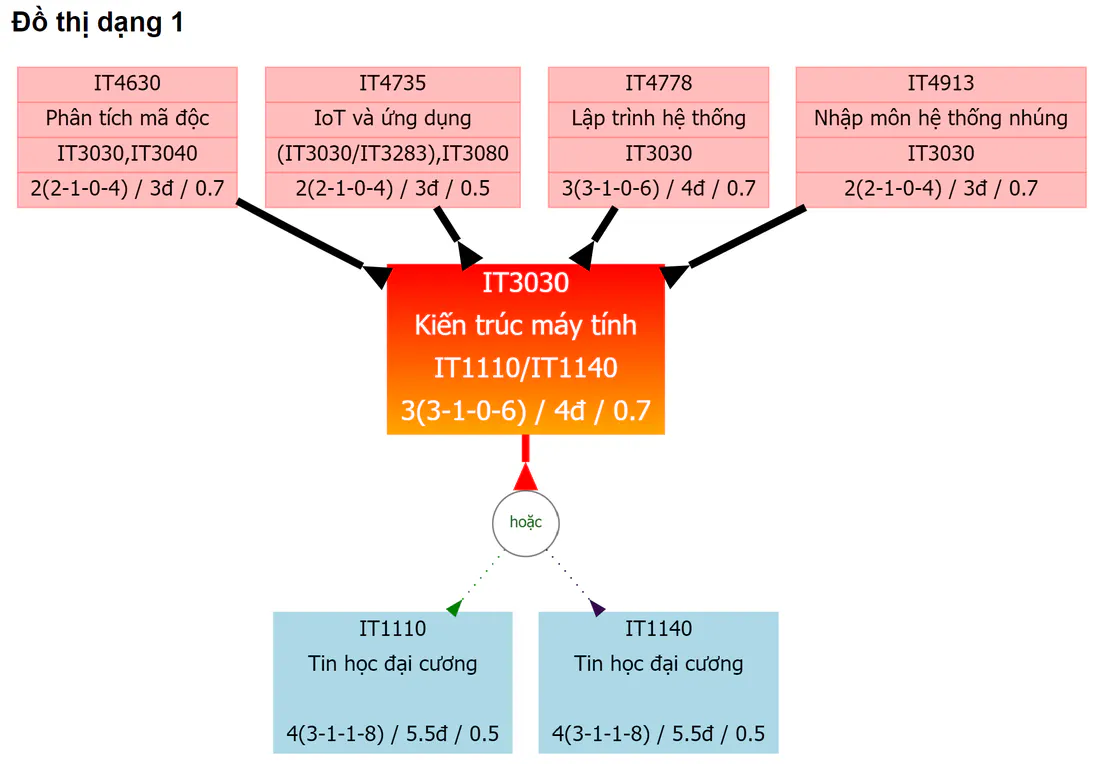 Đồ thị dạng 1
IT4630
Phân tích mã độc
IT3030,IT3040
2(2-1-0-4) / 3đ / 0.7
IT4735
IoT và ứng dụng
(IT3030/IT3283),IT3080
2(2-1-0-4) / 3đ / 0.5
IT4778
Lập trình hệ thống
IT3030
3(3-1-0-6) / 4đ / 0.7
IT4913
Nhập môn hệ thống nhúng
IT3030
2(2-1-0-4) / 3đ / 0.7
IT3030
Kiến trúc máy tính
IT1110/IT1140
3(3-1-0-6) / 4đ / 0.7
hoặc
IT1110
Tin học đại cương
4(3-1-1-8) / 5.5đ / 0.5
IT1140
Tin học đại cương
4(3-1-1-8) / 5.5đ / 0.5